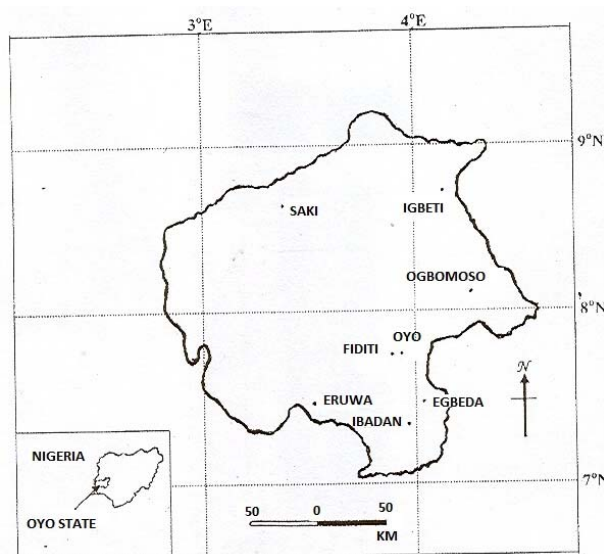 3°E 4°E
9°N
SAKI
IGBETI
OGBOMOSO
8°N
OYO
FIDITI
N
ERUWA
EGBEDA
IBADAN
NIGERIA
7°N
50 0 50
OYO STATE
KM